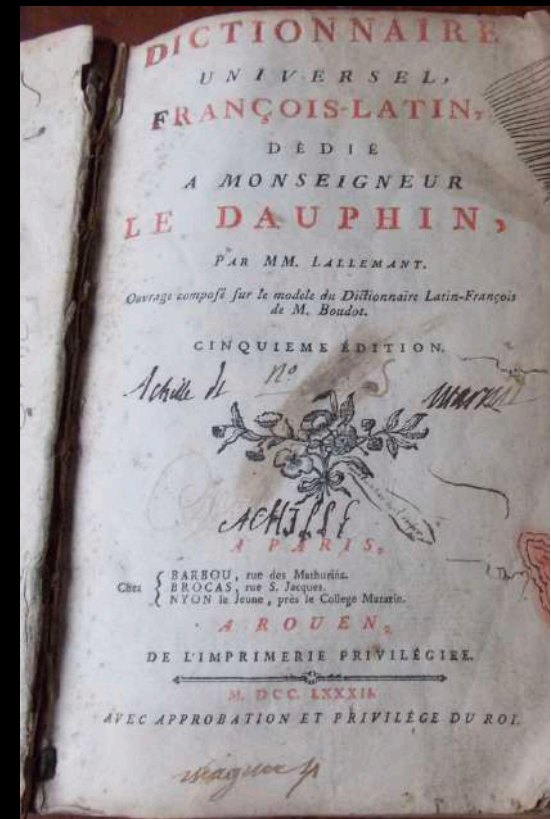 DICTIONNAIRE
UNIVERSEL,
FRANÇOIS-LATIN,
DÉDIÉ
A MONSEIGNEUR
LE DAUPHIN,
PAR MM. LALLEMANT.
Ouvrage composé sur le modele du Dictionnaire Latin-François
de M. Boudot.
CINQUIEME ÉDITION.
Achille de nº
ACHILLE
A PARIS,
Chez { BARBOU, rue des Mathurins.
BROCAS, rue S. Jacques.
NYON le Jeune, près le College Mazarin.
A ROUEN,
DE L'IMPRIMERIE PRIVILÉGIÉE.
M. DCC. LXXXII.
AVEC APPROBATION ET PRIVILÉGE DU ROI.